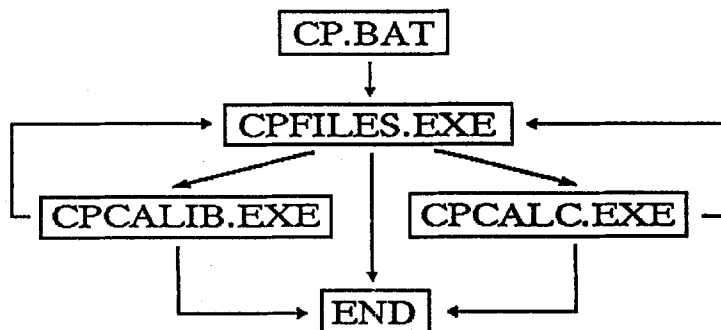 CP.BAT
CPFILES.EXE
CPCALIB.EXE
CPCALC.EXE
END